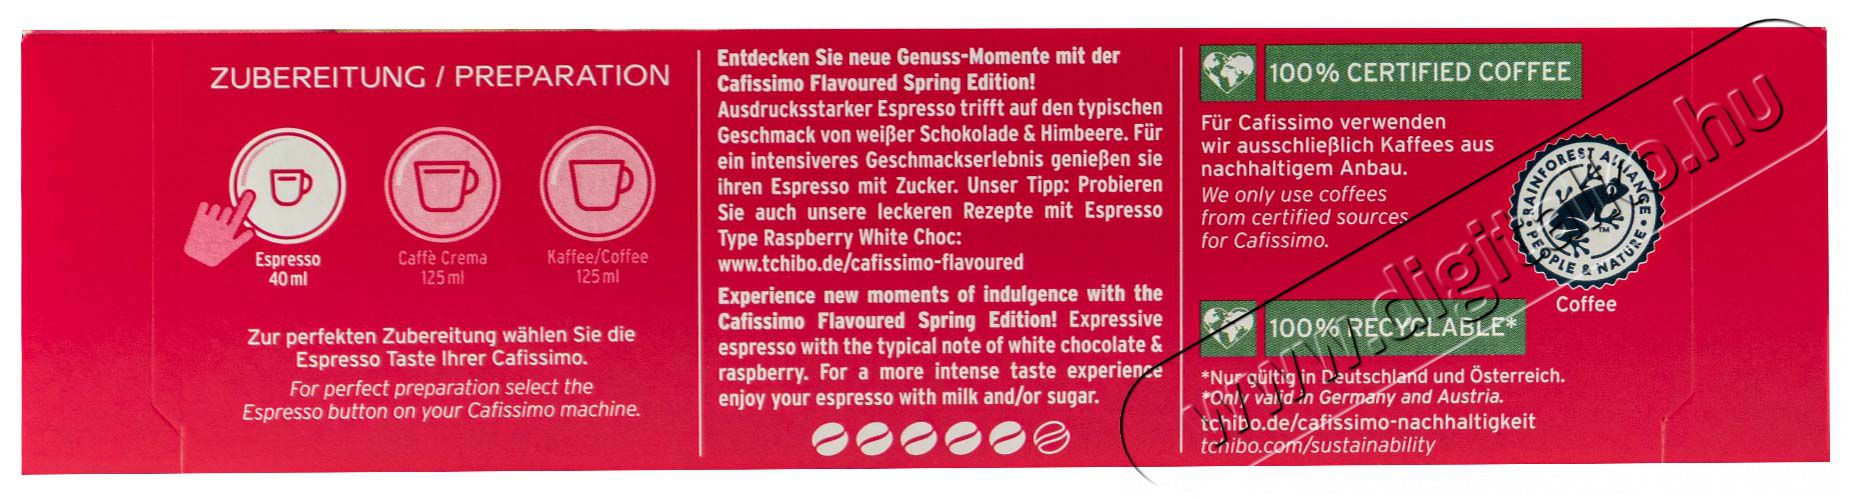 ZUBEREITUNG / PREPARATION
Espresso
40 ml
Caffè Crema
125 ml
Kaffee/Coffee
125 ml
Zur perfekten Zubereitung wählen Sie die
Espresso Taste Ihrer Cafissimo.
For perfect preparation select the
Espresso button on your Cafissimo machine.
Entdecken Sie neue Genuss-Momente mit der
Cafissimo Flavoured Spring Edition!
Ausdrucksstarker Espresso trifft auf den typischen
Geschmack von weißer Schokolade & Himbeere. Für
ein intensiveres Geschmackserlebnis genießen sie
ihren Espresso mit Zucker. Unser Tipp: Probieren
Sie auch unsere leckeren Rezepte mit Espresso
Type Raspberry White Choc:
www.tchibo.de/cafissimo-flavoured
Experience new moments of indulgence with the
Cafissimo Flavoured Spring Edition! Expressive
espresso with the typical note of white chocolate &
raspberry. For a more intense taste experience
enjoy your espresso with milk and/or sugar.
100% CERTIFIED COFFEE
Für Cafissimo verwenden
wir ausschließlich Kaffees aus
nachhaltigem Anbau.
We only use coffees
from certified sources
for Cafissimo.
RAINFOREST ALLIANCE
PEOPLE & NATURE
TM
Coffee
100% RECYCLABLE*
*Nur gültig in Deutschland und Österreich.
*Only valid in Germany and Austria.
tchibo.de/cafissimo-nachhaltigkeit
tchibo.com/sustainability